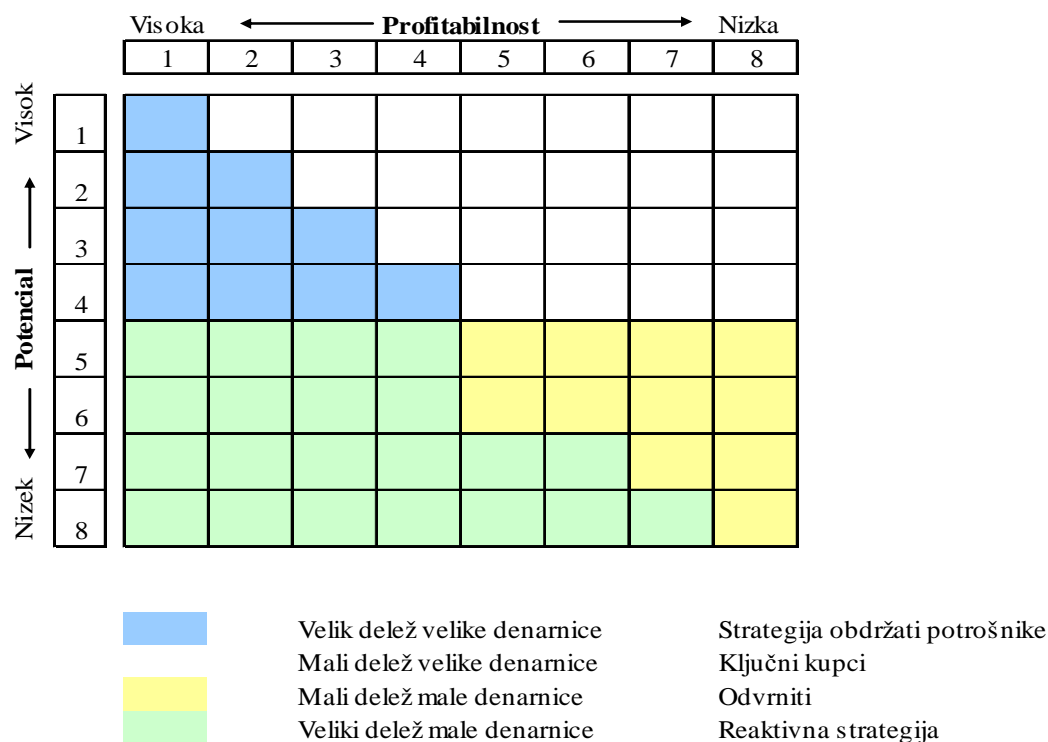 Visoka Profitabilnost Nizka
1 2 3 4 5 6 7 8
Visok
Potencial
Nizek
1
2
3
4
5
6
7
8
Velik delež velike denarnice Strategija obdržati potrošnike
Mali delež velike denarnice Ključni kupci
Mali delež male denarnice Odvrniti
Veliki delež male denarnice Reaktivna strategija